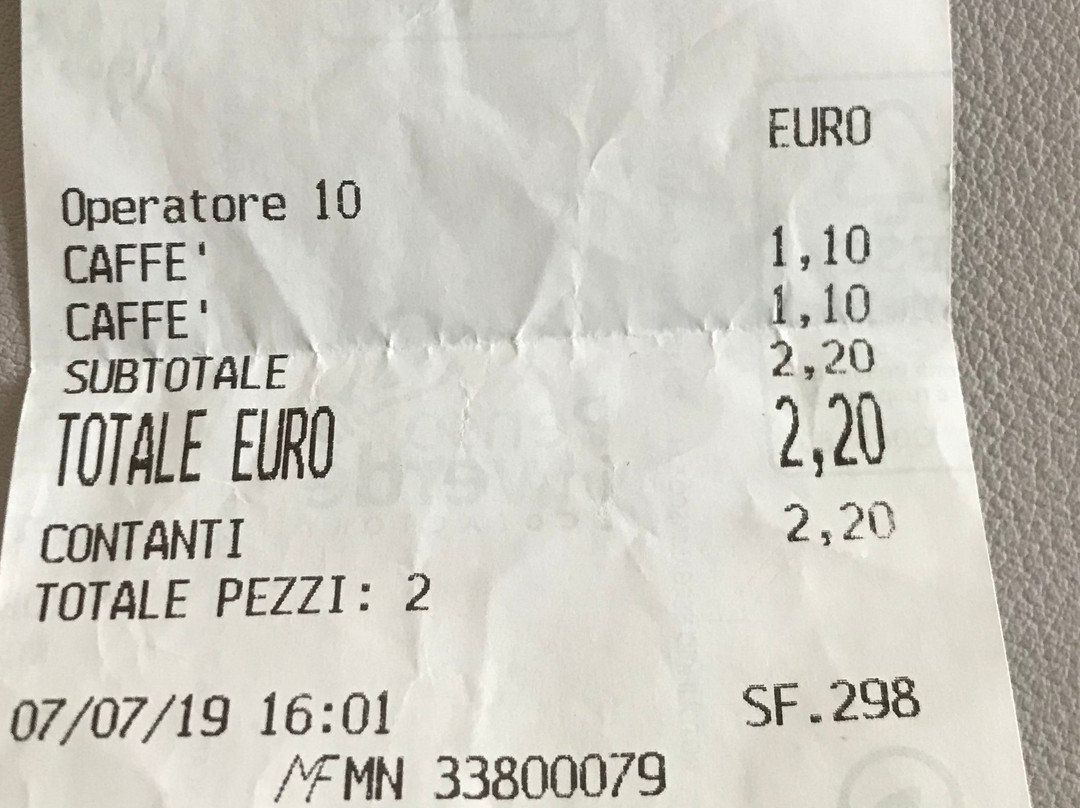 EURO
Operatore 10
CAFFE' 1,10
CAFFE' 1,10
SUBTOTALE 2,20
TOTALE EURO 2,20
CONTANTI 2,20
TOTALE PEZZI: 2
07/07/19 16:01 SF.298
MF MN 33800079